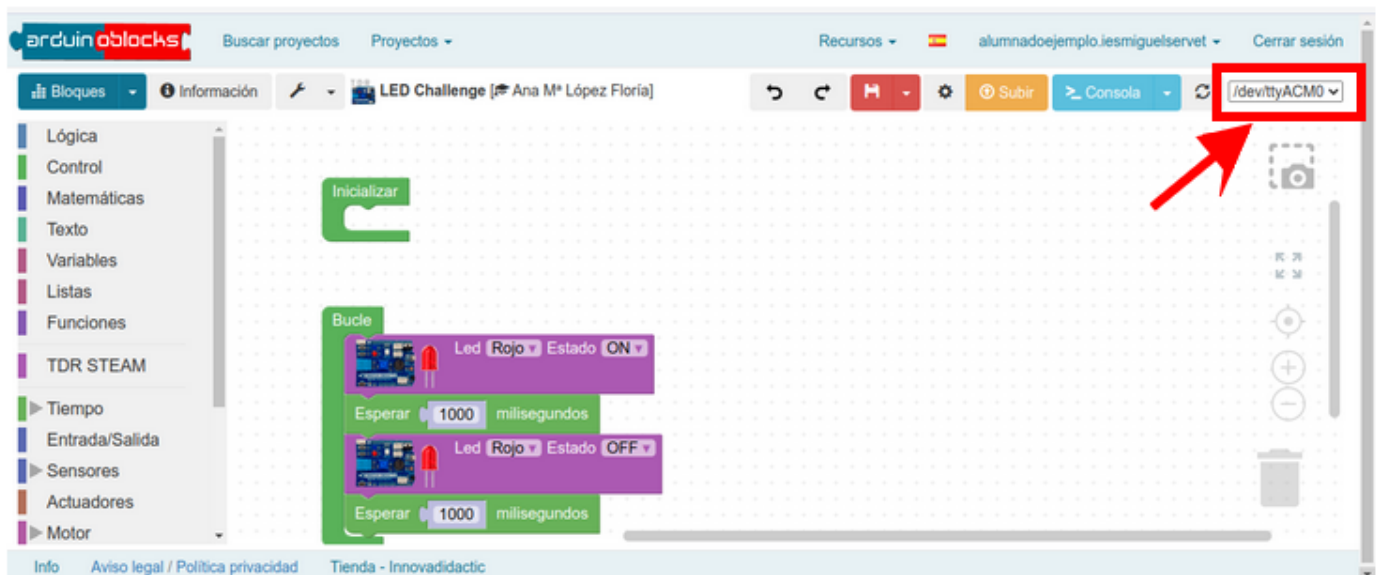 arduinoblocks Buscar proyectos Proyectos Recursos alumnadoejemplo.iesmiguelservet Cerrar sesión
Bloques Información LED Challenge [ Ana Mª López Floría] Subir >_ Consola /dev/ttyACM0
Lógica
Control
Matemáticas
Texto
Variables
Listas
Funciones
TDR STEAM
Tiempo
Entrada/Salida
Sensores
Actuadores
Motor
Inicializar
Bucle
Led Rojo Estado ON
Esperar 1000 milisegundos
Led Rojo Estado OFF
Esperar 1000 milisegundos
Info Aviso legal / Política privacidad Tienda - Innovadidactic